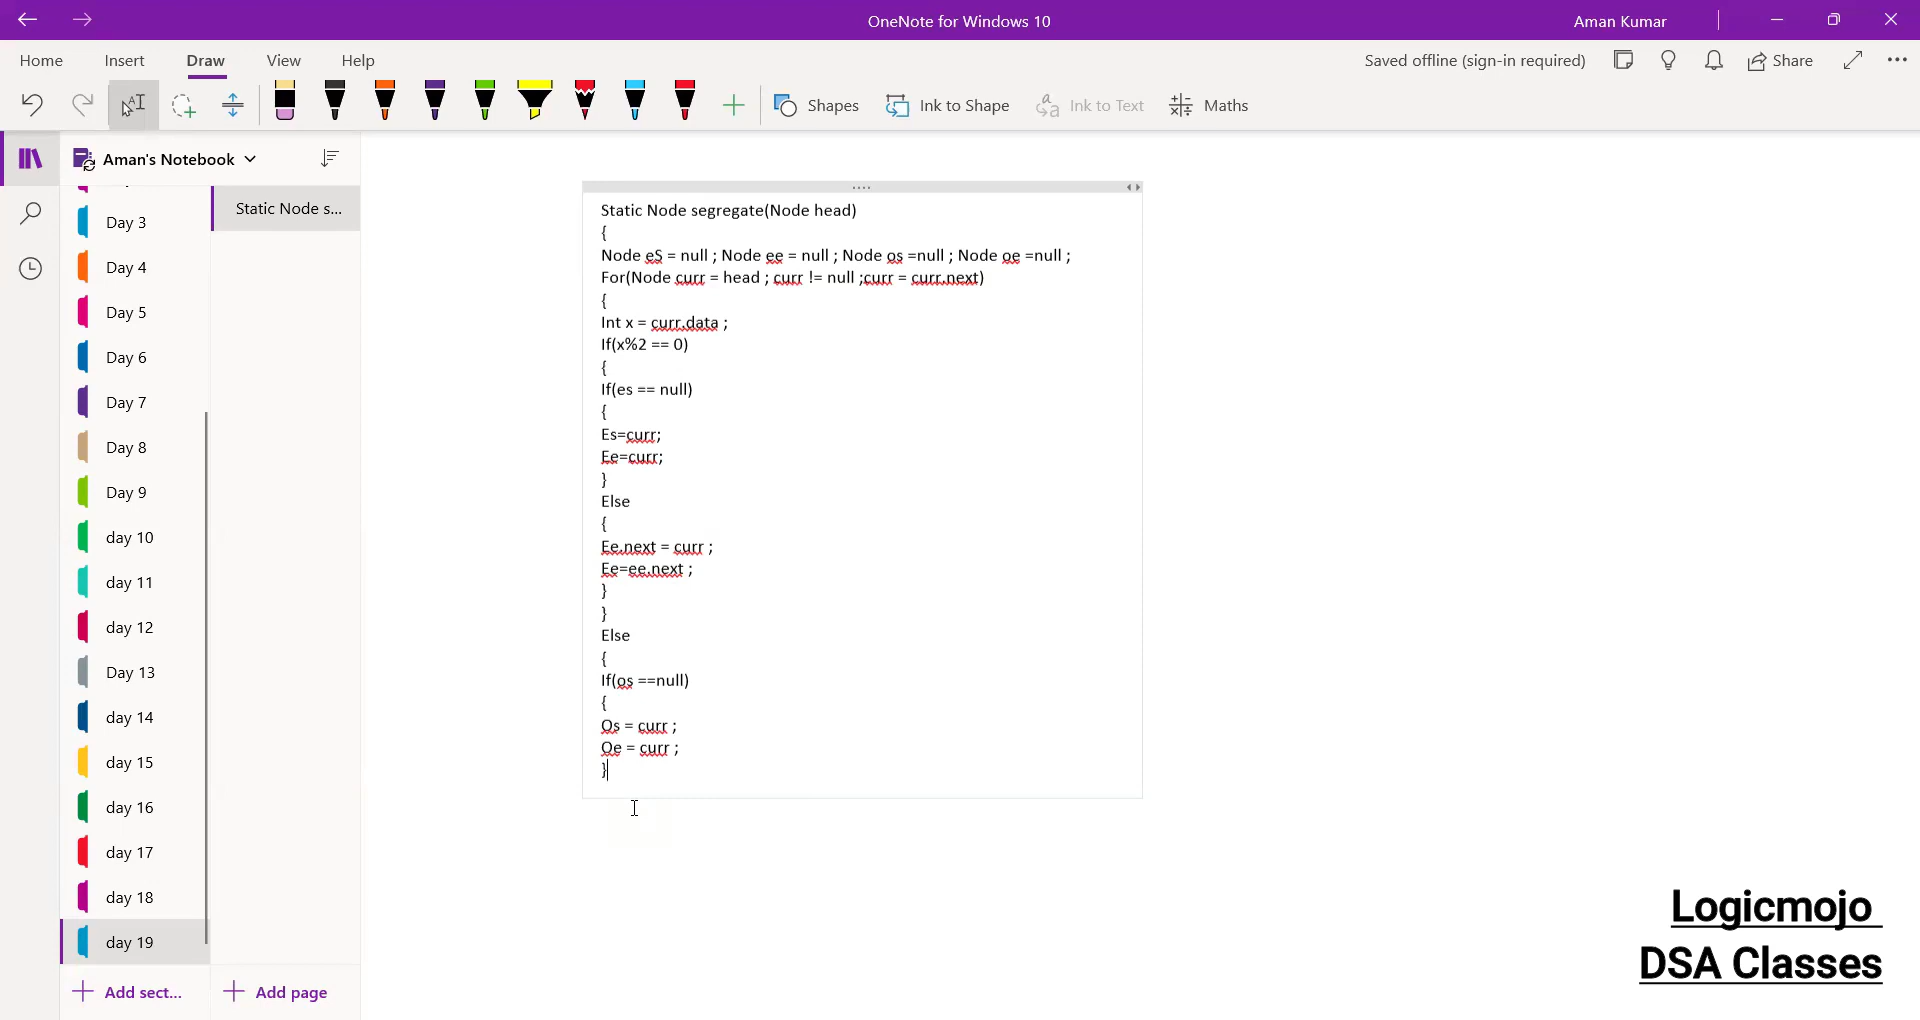 OneNote for Windows 10
Aman Kumar
Home Insert Draw View Help
Saved offline (sign-in required) Share
Shapes Ink to Shape Ink to Text Maths
Aman's Notebook
Static Node s...
Day 3
Day 4
Day 5
Day 6
Day 7
Day 8
Day 9
day 10
day 11
day 12
Day 13
day 14
day 15
day 16
day 17
day 18
day 19
Add sect...
Add page
Static Node segregate(Node head)
{
Node eS = null ; Node ee = null ; Node os =null ; Node oe =null ;
For(Node curr = head ; curr != null ;curr = curr.next)
{
Int x = curr.data ;
If(x%2 == 0)
{
If(es == null)
{
Es=curr;
Ee=curr;
}
Else
{
Ee.next = curr ;
Ee=ee.next ;
}
}
Else
{
If(os ==null)
{
Os = curr ;
Oe = curr ;
}
Logicmojo
DSA Classes